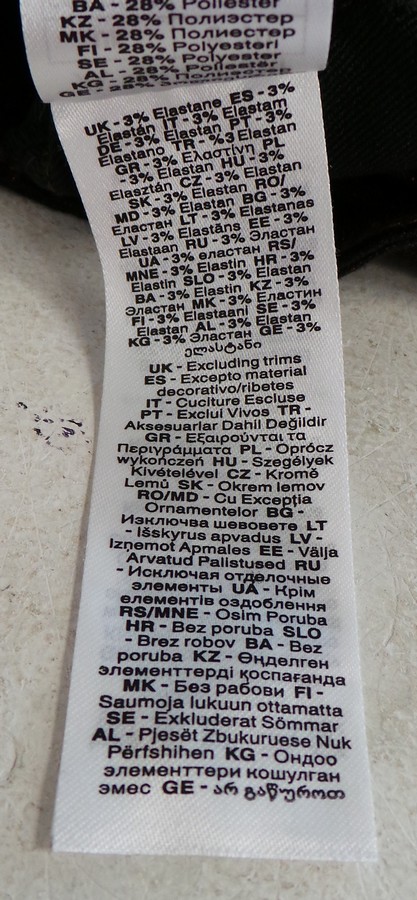 BA - 28% Poliester
KZ - 28% Полиэстер
MK - 28% Полиестер
FI - 28% Polyesteri
SE - 28% Polyester
AL - 28% Poliestër
KG - 28% Полиэстер
GE - 28%
UK - 3% Elastane ES - 3%
Elastán IT - 3% Elastam
DE - 3% Elastan PT - 3%
Elastano TR - %3 Elastan
GR - 3% Ελαστίνη PL
- 3% Elastan HU - 3%
Elasztán CZ - 3% Elastan
SK - 3% Elastan RO/
MD - 3% Elastan BG - 3%
Еластан LT - 3% Elastanas
LV - 3% Elastāns EE - 3%
Elastaan RU - 3% Эластан
UA - 3% еластан RS/
MNE - 3% Elastin HR - 3%
Elastin SLO - 3% Elastan
BA - 3% Elastin KZ - 3%
Эластан MK - 3% Еластин
FI - 3% Elastaani SE - 3%
Elastan AL - 3% Elastan
KG - 3% Эластан GE - 3%
ელასტანი
UK - Excluding trims
ES - Excepto material
decorativo/ribetes
IT - Cuciture Escluse
PT - Exclui Vivos TR -
Aksesuarlar Dahil Değildir
GR - Εξαιρούνται τα
Περιγράμματα PL - Oprócz
wykończeń HU - Szegélyek
Kivételével CZ - Kromě
Lemů SK - Okrem lemov
RO/MD - Cu Excepţia
Ornamentelor BG -
Изключва шевовете LT
- Išskyrus apvadus LV -
Izņemot Apmales EE - Välja
Arvatud Palistused RU
- Исключая отделочные
элементы UA - Крім
елементів оздоблення
RS/MNE - Osim Poruba
HR - Bez poruba SLO
- Brez robov BA - Bez
poruba KZ - Өңделген
элементтерді қоспағанда
MK - Без рабови FI -
Saumoja lukuun ottamatta
SE - Exkluderat Sömmar
AL - Pjesët Zbukuruese Nuk
Përfshihen KG - Ондоо
элементтери кошулган
эмес GE - არ გაწუროთ